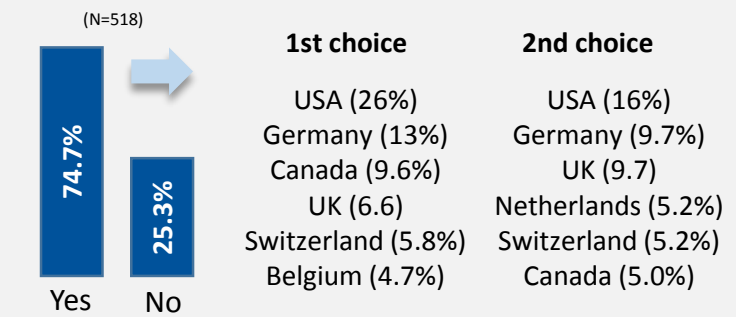 (N=518)
74.7%
25.3%
Yes
No
1st choice
USA (26%)
Germany (13%)
Canada (9.6%)
UK (6.6)
Switzerland (5.8%)
Belgium (4.7%)
2nd choice
USA (16%)
Germany (9.7%)
UK (9.7)
Netherlands (5.2%)
Switzerland (5.2%)
Canada (5.0%)